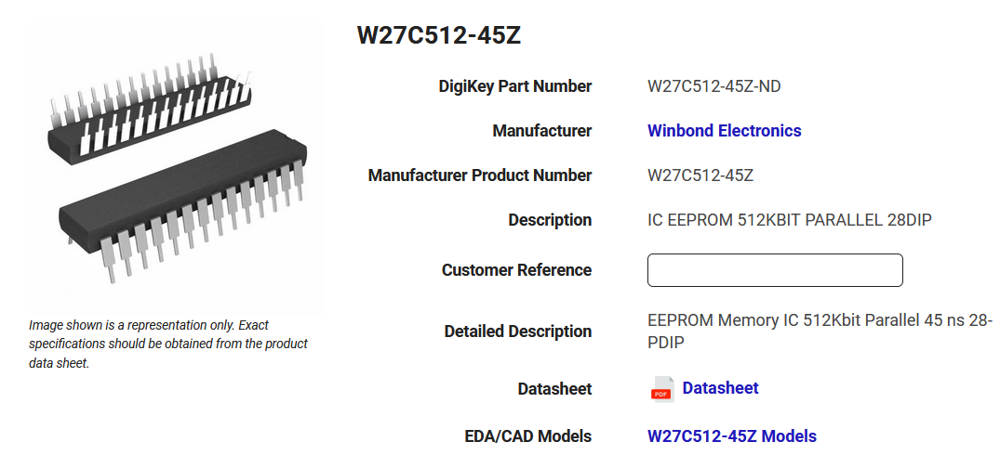 W27C512-45Z
DigiKey Part Number W27C512-45Z-ND
Manufacturer Winbond Electronics
Manufacturer Product Number W27C512-45Z
Description IC EEPROM 512KBIT PARALLEL 28DIP
Customer Reference
Detailed Description EEPROM Memory IC 512Kbit Parallel 45 ns 28-
PDIP
Datasheet PDF Datasheet
EDA/CAD Models W27C512-45Z Models
Image shown is a representation only. Exact
specifications should be obtained from the product
data sheet.